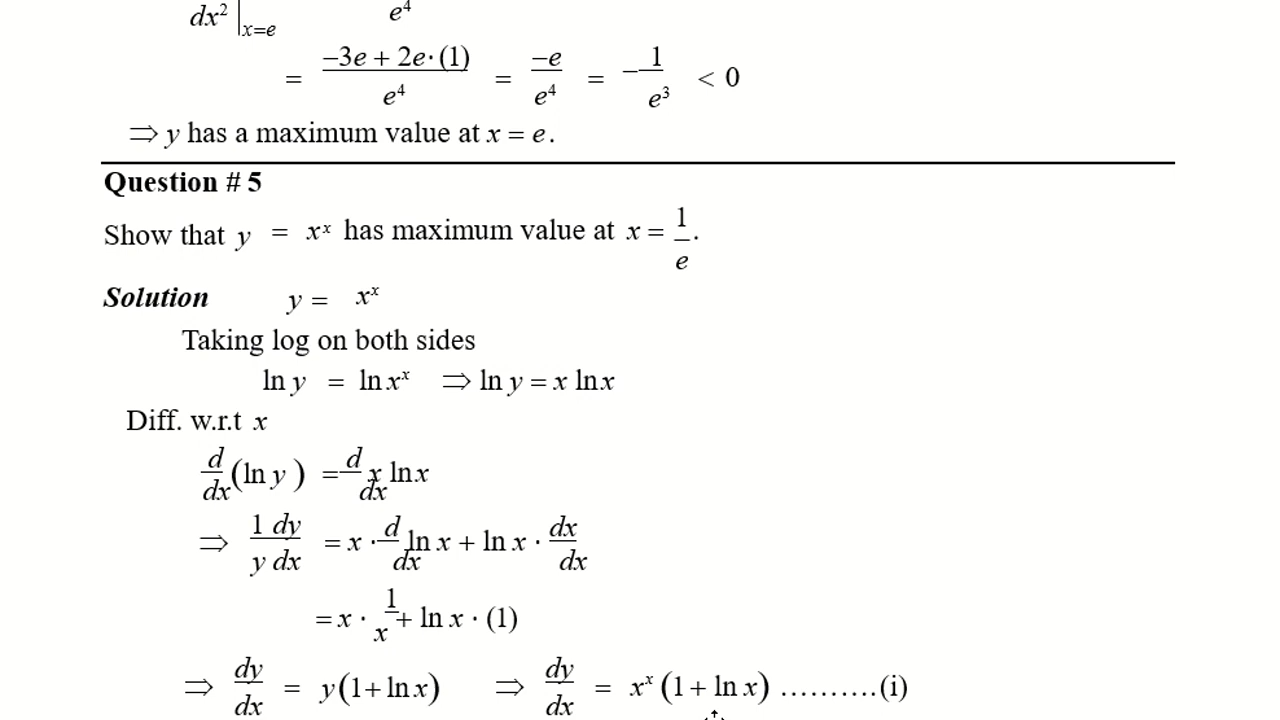 dx² |x=e e⁴
= −3e + 2e·(1) / e⁴ = −e / e⁴ = − 1 / e³ < 0
⇒ y has a maximum value at x = e.
Question # 5
Show that y = xˣ has maximum value at x = 1 / e.
Solution y = xˣ
Taking log on both sides
ln y = ln xˣ ⇒ ln y = x ln x
Diff. w.r.t x
d/dx (ln y) = d/dx x ln x
⇒ 1/y dy/dx = x · d/dx ln x + ln x · dx/dx
= x · 1/x + ln x · (1)
⇒ dy/dx = y(1+ ln x) ⇒ dy/dx = xˣ (1 + ln x) ..........(i)